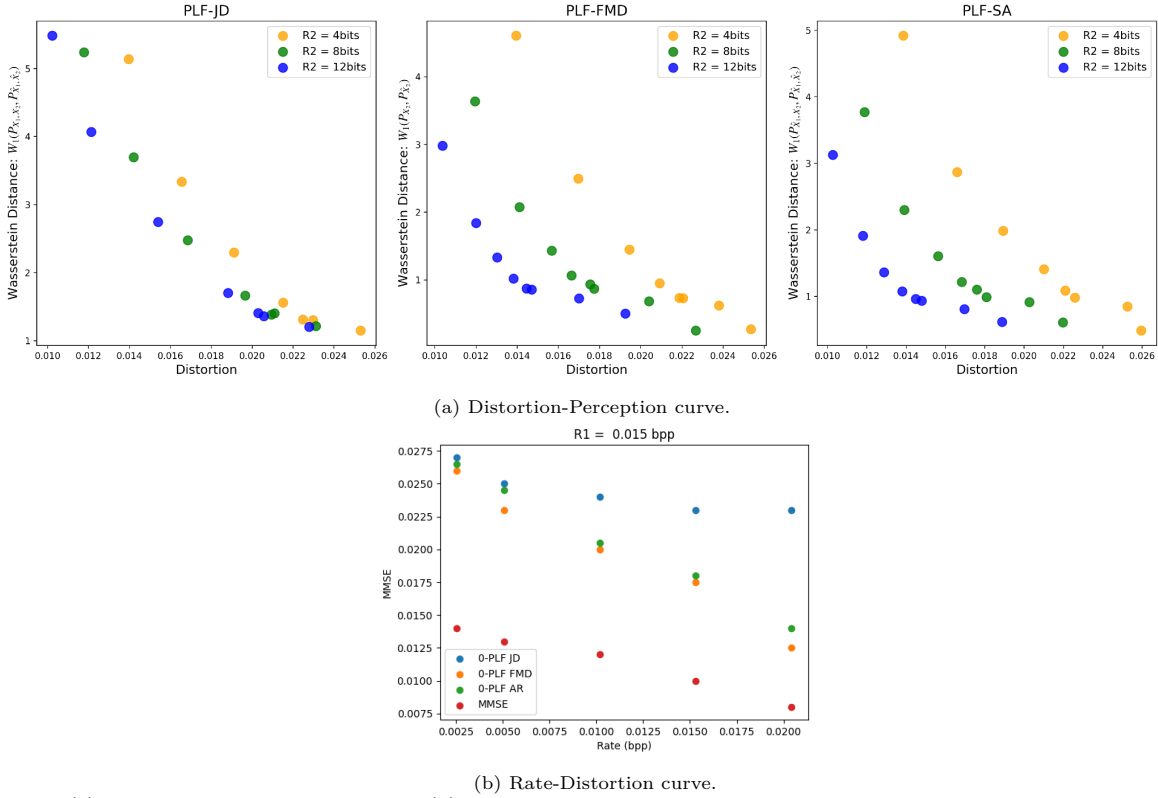 PLF-JD
Wasserstein Distance: W₁(P_{X₁,X₂}, P_{X̂₁,X̂₂})
5
4
3
2
1
0.010 0.012 0.014 0.016 0.018 0.020 0.022 0.024 0.026
Distortion
R2 = 4bits
R2 = 8bits
R2 = 12bits
PLF-FMD
Wasserstein Distance: W₁(P_{X₂}, P_{X̂₂})
4
3
2
1
0.010 0.012 0.014 0.016 0.018 0.020 0.022 0.024 0.026
Distortion
R2 = 4bits
R2 = 8bits
R2 = 12bits
PLF-SA
Wasserstein Distance: W₁(P_{X̂₁,X₂}, P_{X̂₁,X̂₂})
5
4
3
2
1
0.010 0.012 0.014 0.016 0.018 0.020 0.022 0.024 0.026
Distortion
R2 = 4bits
R2 = 8bits
R2 = 12bits
(a) Distortion-Perception curve.
R1 = 0.015 bpp
MMSE
0.0275
0.0250
0.0225
0.0200
0.0175
0.0150
0.0125
0.0100
0.0075
0.0025 0.0050 0.0075 0.0100 0.0125 0.0150 0.0175 0.0200
Rate (bpp)
0-PLF JD
0-PLF FMD
0-PLF AR
MMSE
(b) Rate-Distortion curve.